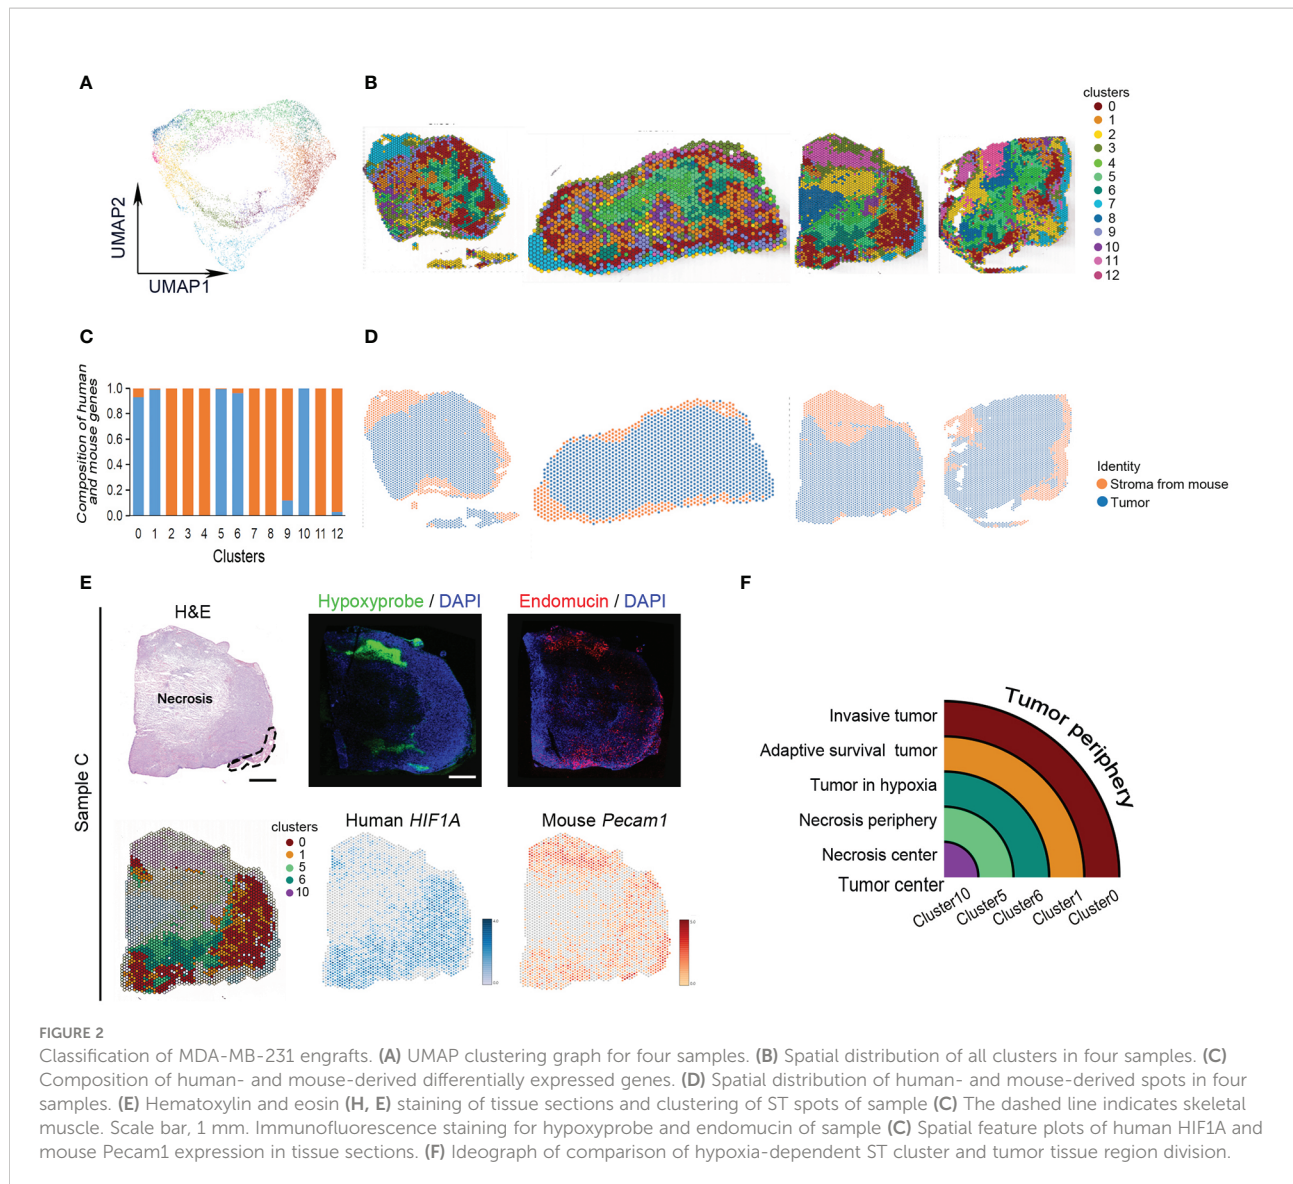 A
B
UMAP2
UMAP1
clusters
0
1
2
3
4
5
6
7
8
9
10
11
12
C
D
Composition of human
and mouse genes
1.0
0.8
0.6
0.4
0.2
0.0
0 1 2 3 4 5 6 7 8 9 10 11 12
Clusters
Identity
Stroma from mouse
Tumor
E
F
Sample C
H&E
Hypoxyprobe / DAPI
Endomucin / DAPI
Necrosis
clusters
0
1
5
6
10
Human HIF1A
Mouse Pecam1
Tumor periphery
Invasive tumor
Adaptive survival tumor
Tumor in hypoxia
Necrosis periphery
Necrosis center
Tumor center
Cluster10
Cluster5
Cluster6
Cluster1
Cluster0
FIGURE 2
Classification of MDA-MB-231 engrafts. (A) UMAP clustering graph for four samples. (B) Spatial distribution of all clusters in four samples. (C)
Composition of human- and mouse-derived differentially expressed genes. (D) Spatial distribution of human- and mouse-derived spots in four
samples. (E) Hematoxylin and eosin (H, E) staining of tissue sections and clustering of ST spots of sample (C) The dashed line indicates skeletal
muscle. Scale bar, 1 mm. Immunofluorescence staining for hypoxyprobe and endomucin of sample (C) Spatial feature plots of human HIF1A and
mouse Pecam1 expression in tissue sections. (F) Ideograph of comparison of hypoxia-dependent ST cluster and tumor tissue region division.